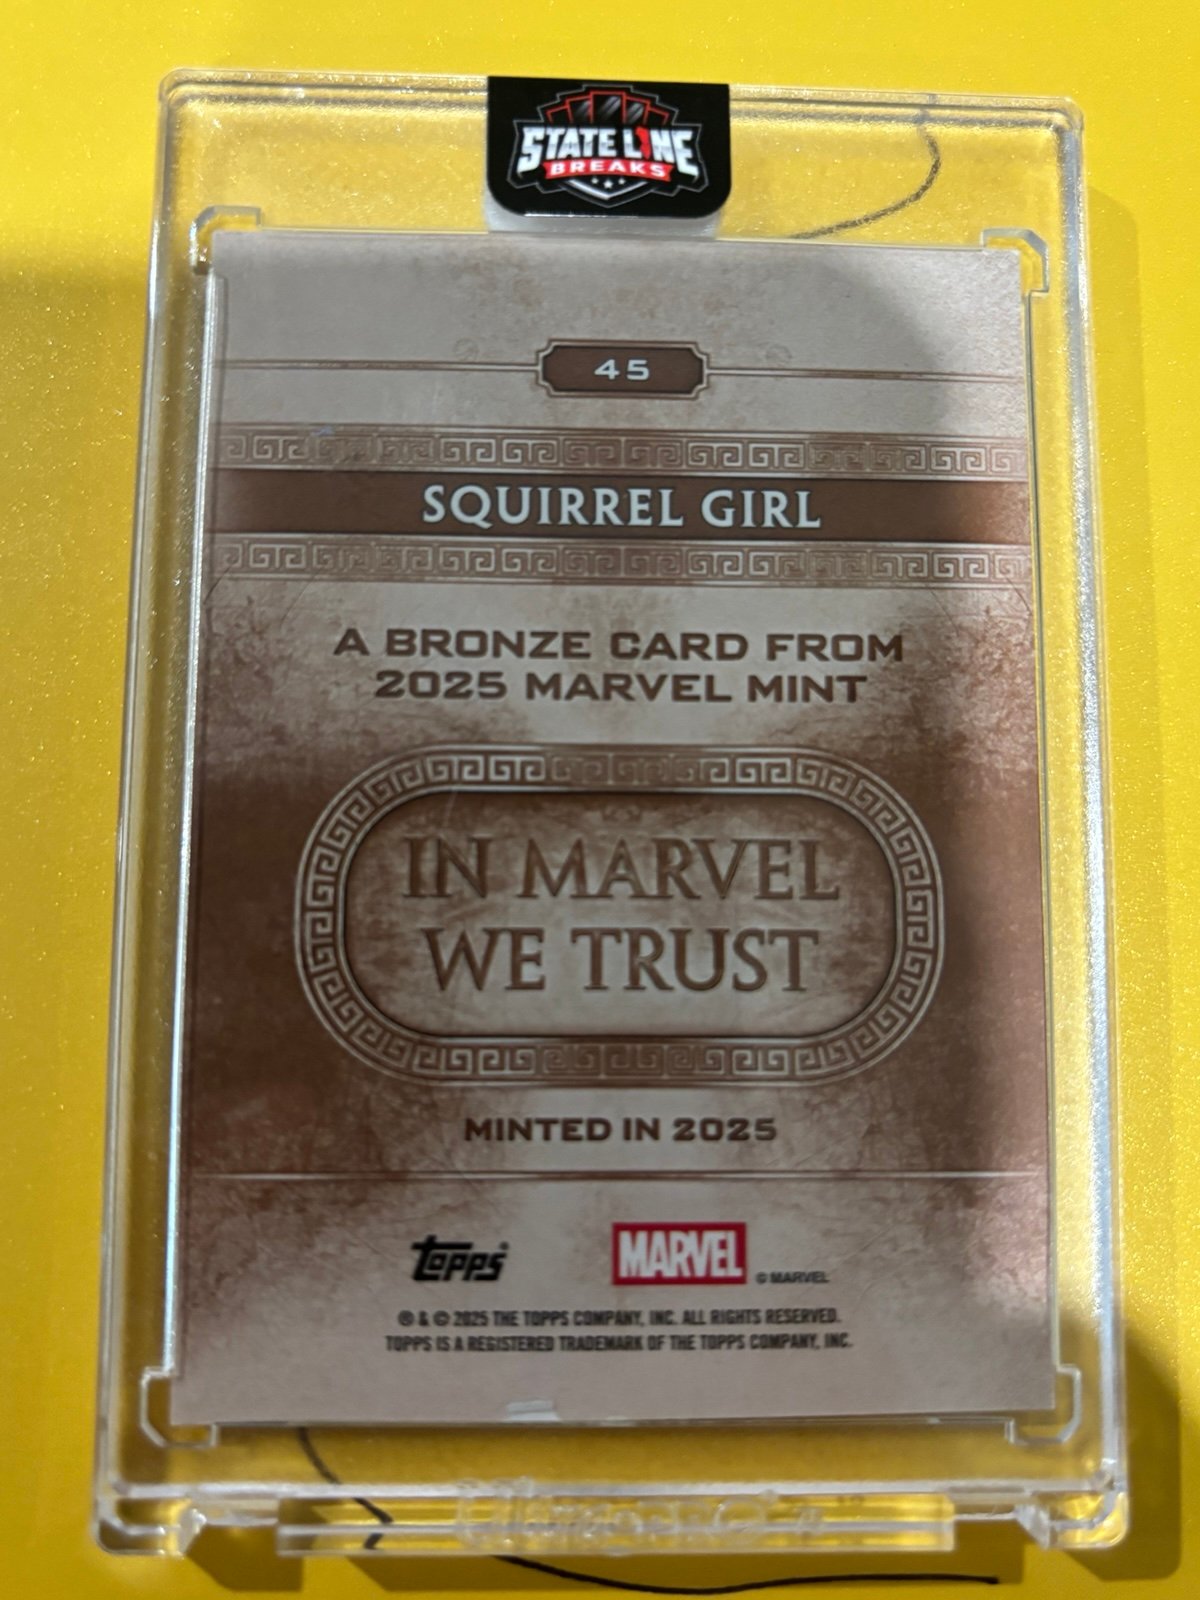 STATE LINE
BREAKS
45
SQUIRREL GIRL
A BRONZE CARD FROM
2025 MARVEL MINT
IN MARVEL
WE TRUST
MINTED IN 2025
topps®
MARVEL
© MARVEL
® & © 2025 THE TOPPS COMPANY, INC. ALL RIGHTS RESERVED.
TOPPS IS A REGISTERED TRADEMARK OF THE TOPPS COMPANY, INC.